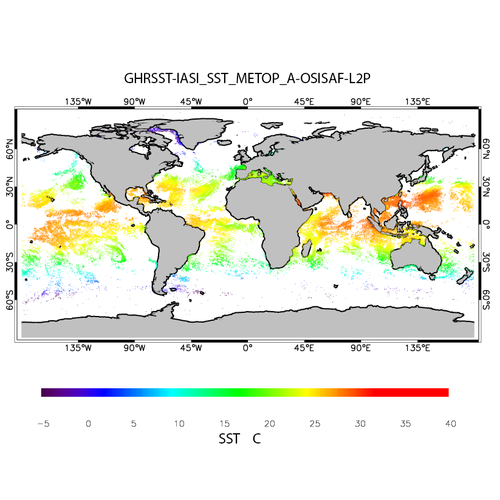 GHRSST-IASI_SST_METOP_A-OSISAF-L2P
135°W 90°W 45°W 0° 45°E 90°E 135°E
60°N 60°N
30°N 30°N
0° 0°
30°S 30°S
60°S 60°S
135°W 90°W 45°W 0° 45°E 90°E 135°E
-5 0 5 10 15 20 25 30 35 40
SST C